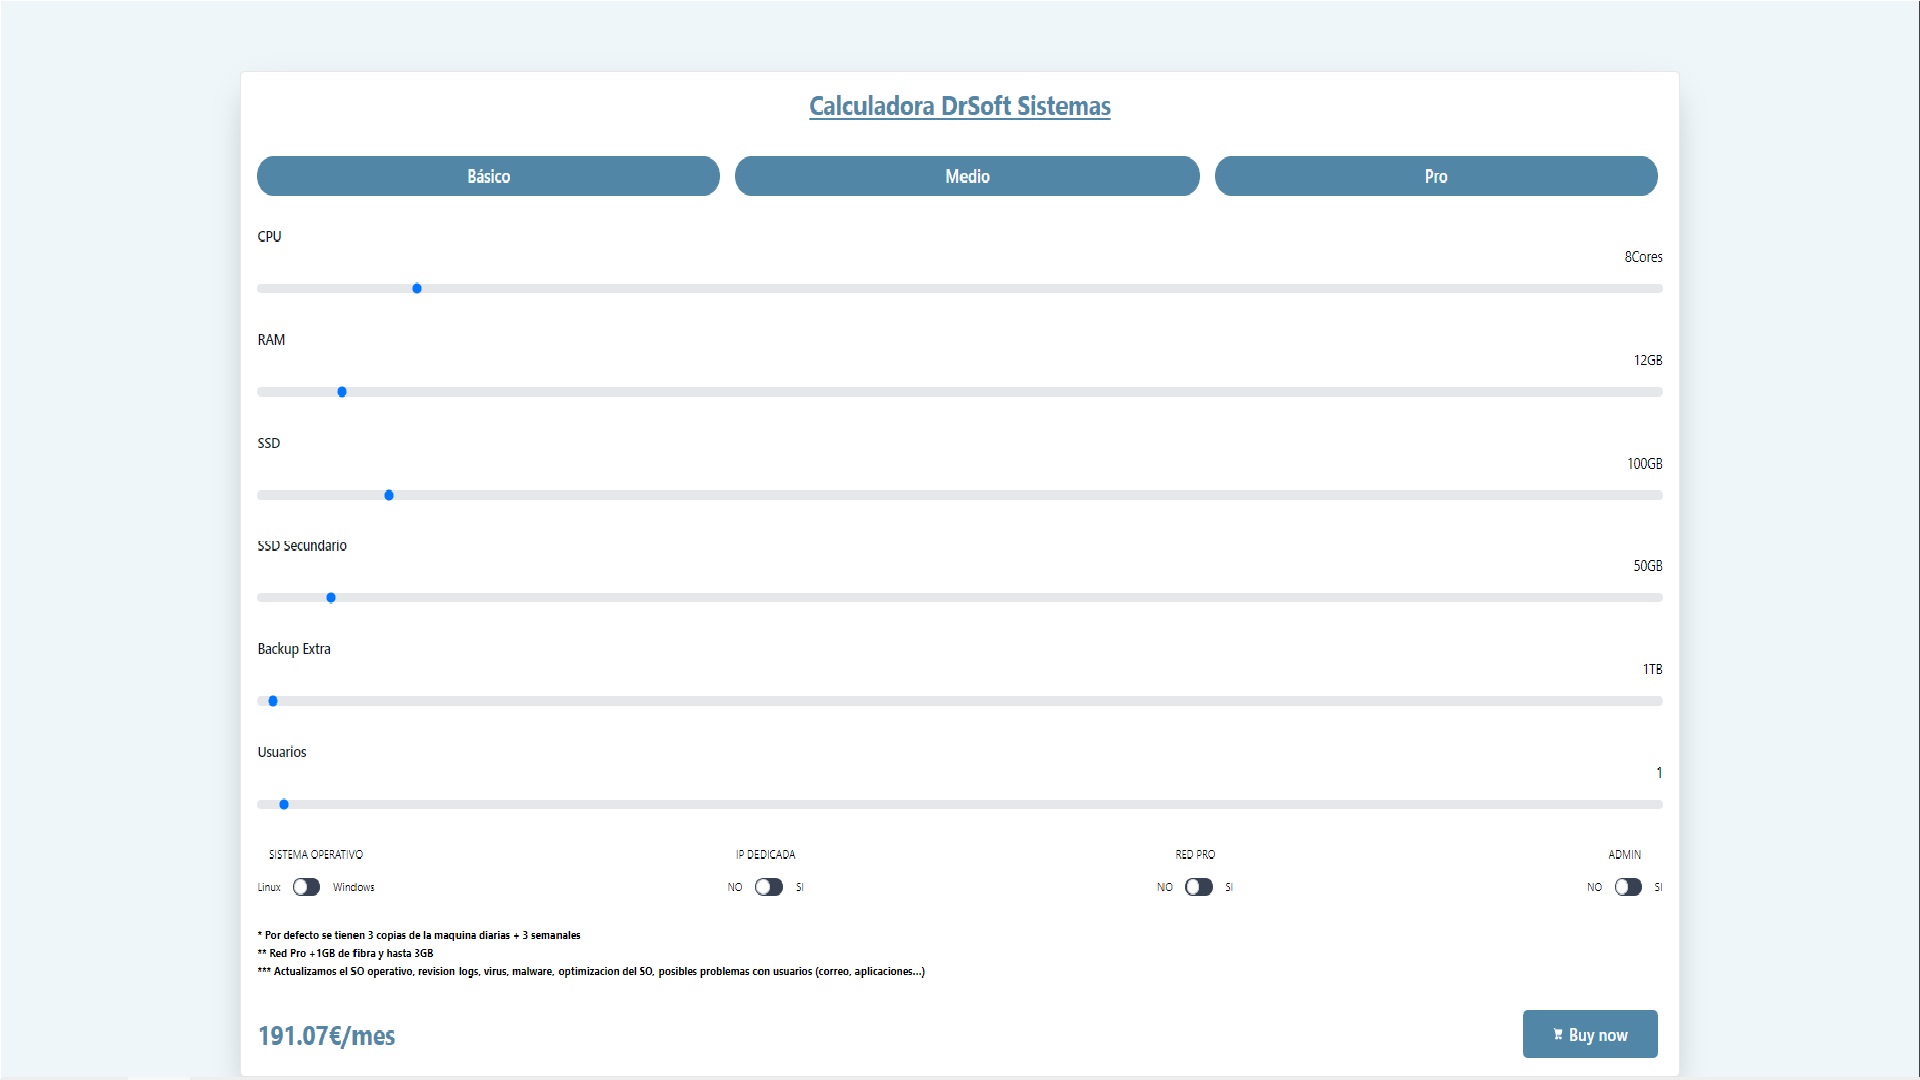 Calculadora DrSoft Sistemas
Básico Medio Pro
CPU
8Cores
RAM
12GB
SSD
100GB
SSD Secundario
50GB
Backup Extra
1TB
Usuarios
1
SISTEMA OPERATIVO IP DEDICADA RED PRO ADMIN
Linux Windows NO SI NO SI NO SI
* Por defecto se tienen 3 copias de la maquina diarias + 3 semanales
** Red Pro +1GB de fibra y hasta 3GB
*** Actualizamos el SO operativo, revision logs, virus, malware, optimizacion del SO, posibles problemas con usuarios (correo, aplicaciones...)
191.07€/mes Buy now